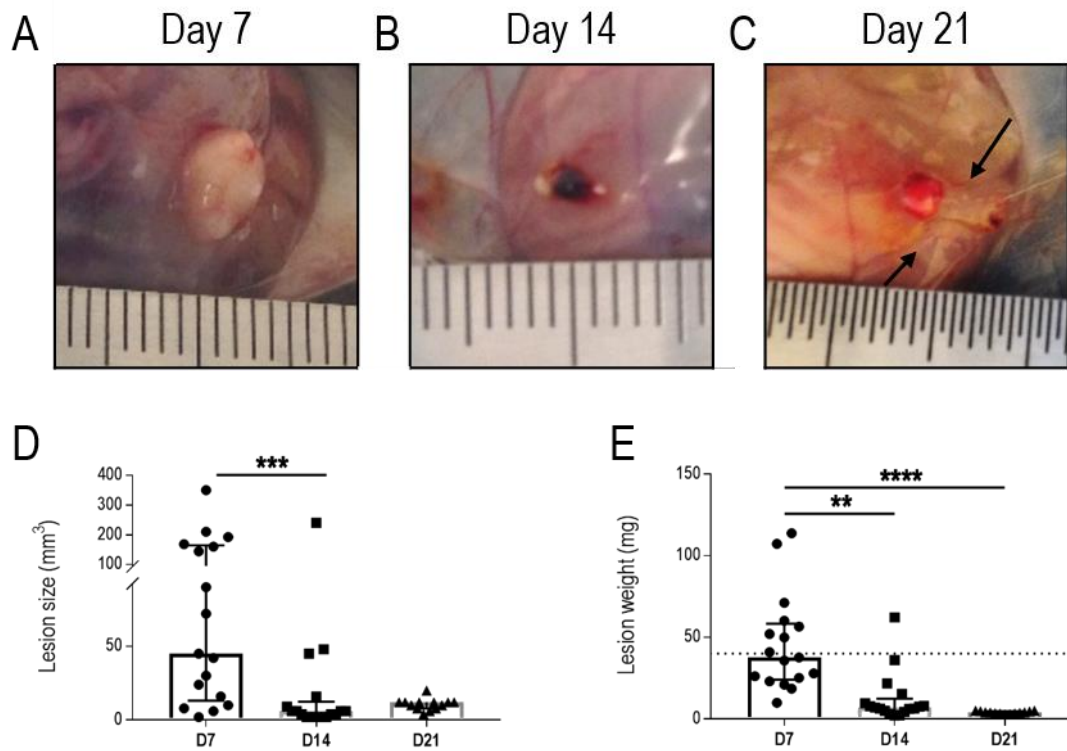 A Day 7
B Day 14
C Day 21
D
***
400
300
200
100
50
0
Lesion size (mm³)
D7 D14 D21
E
****
**
150
100
50
0
Lesion weight (mg)
D7 D14 D21